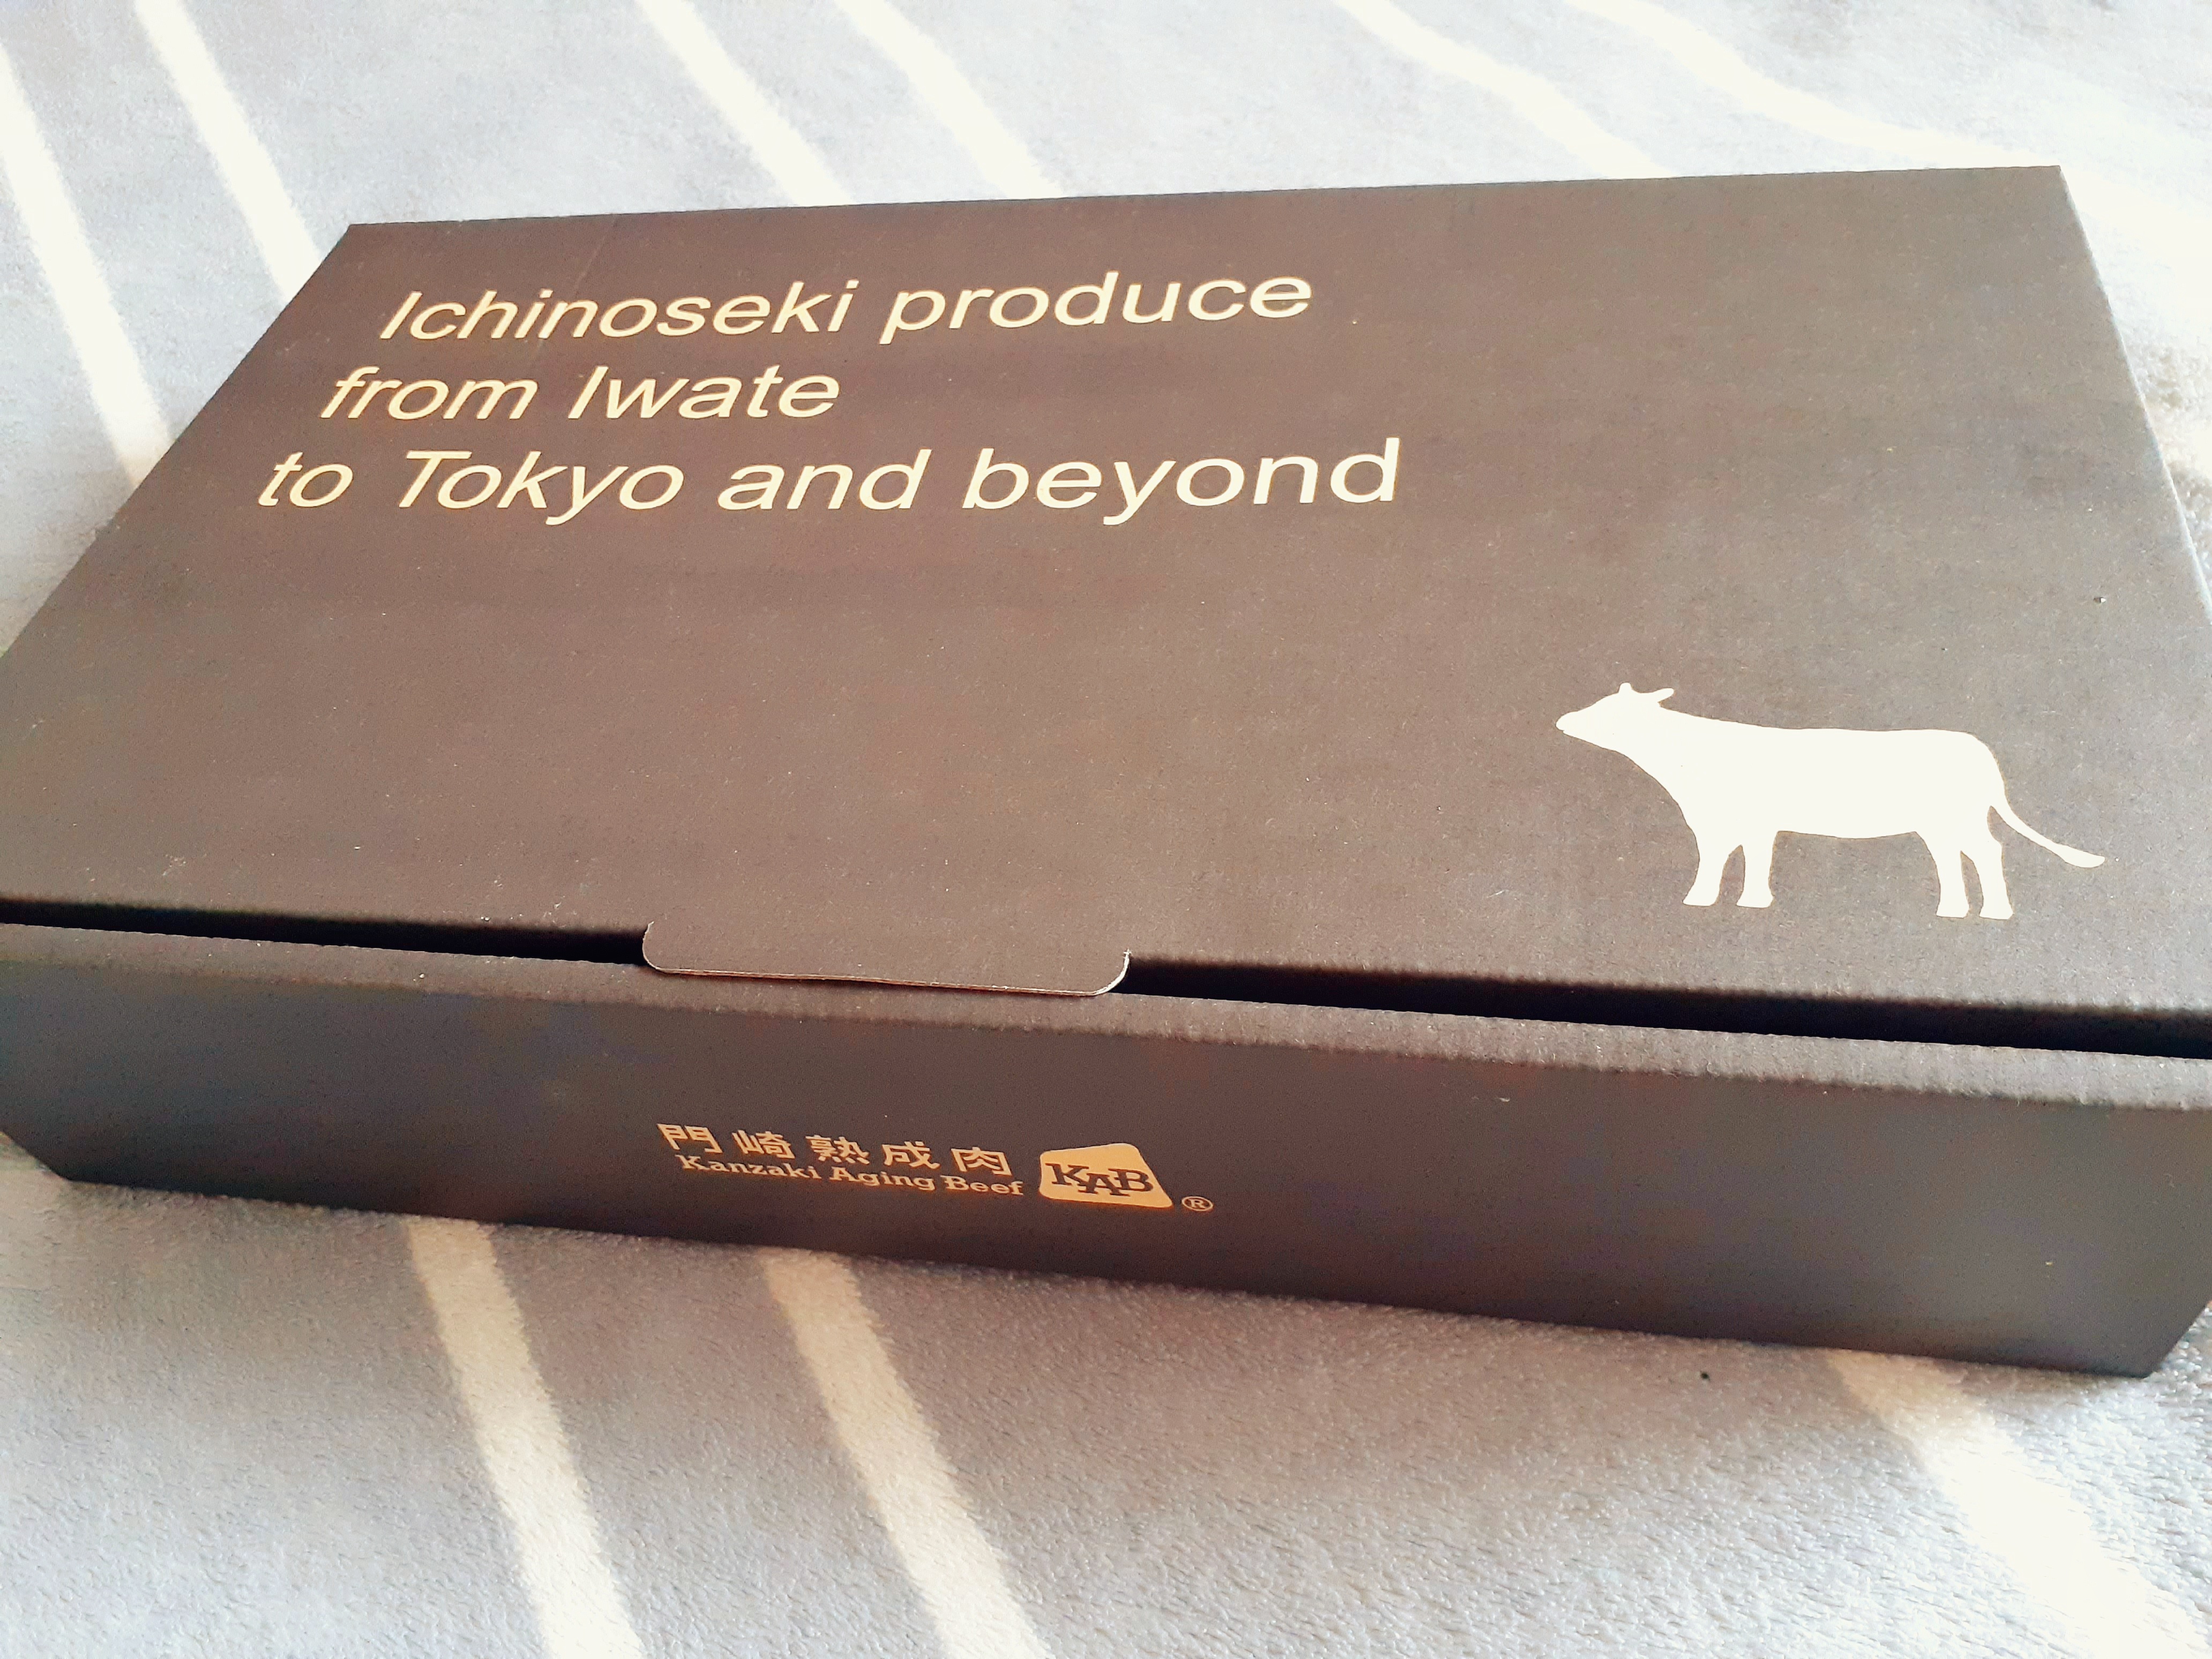 Ichinoseki produce
from Iwate
to Tokyo and beyond
門崎熟成肉
Kanzaki Aging Beef
KAB
®